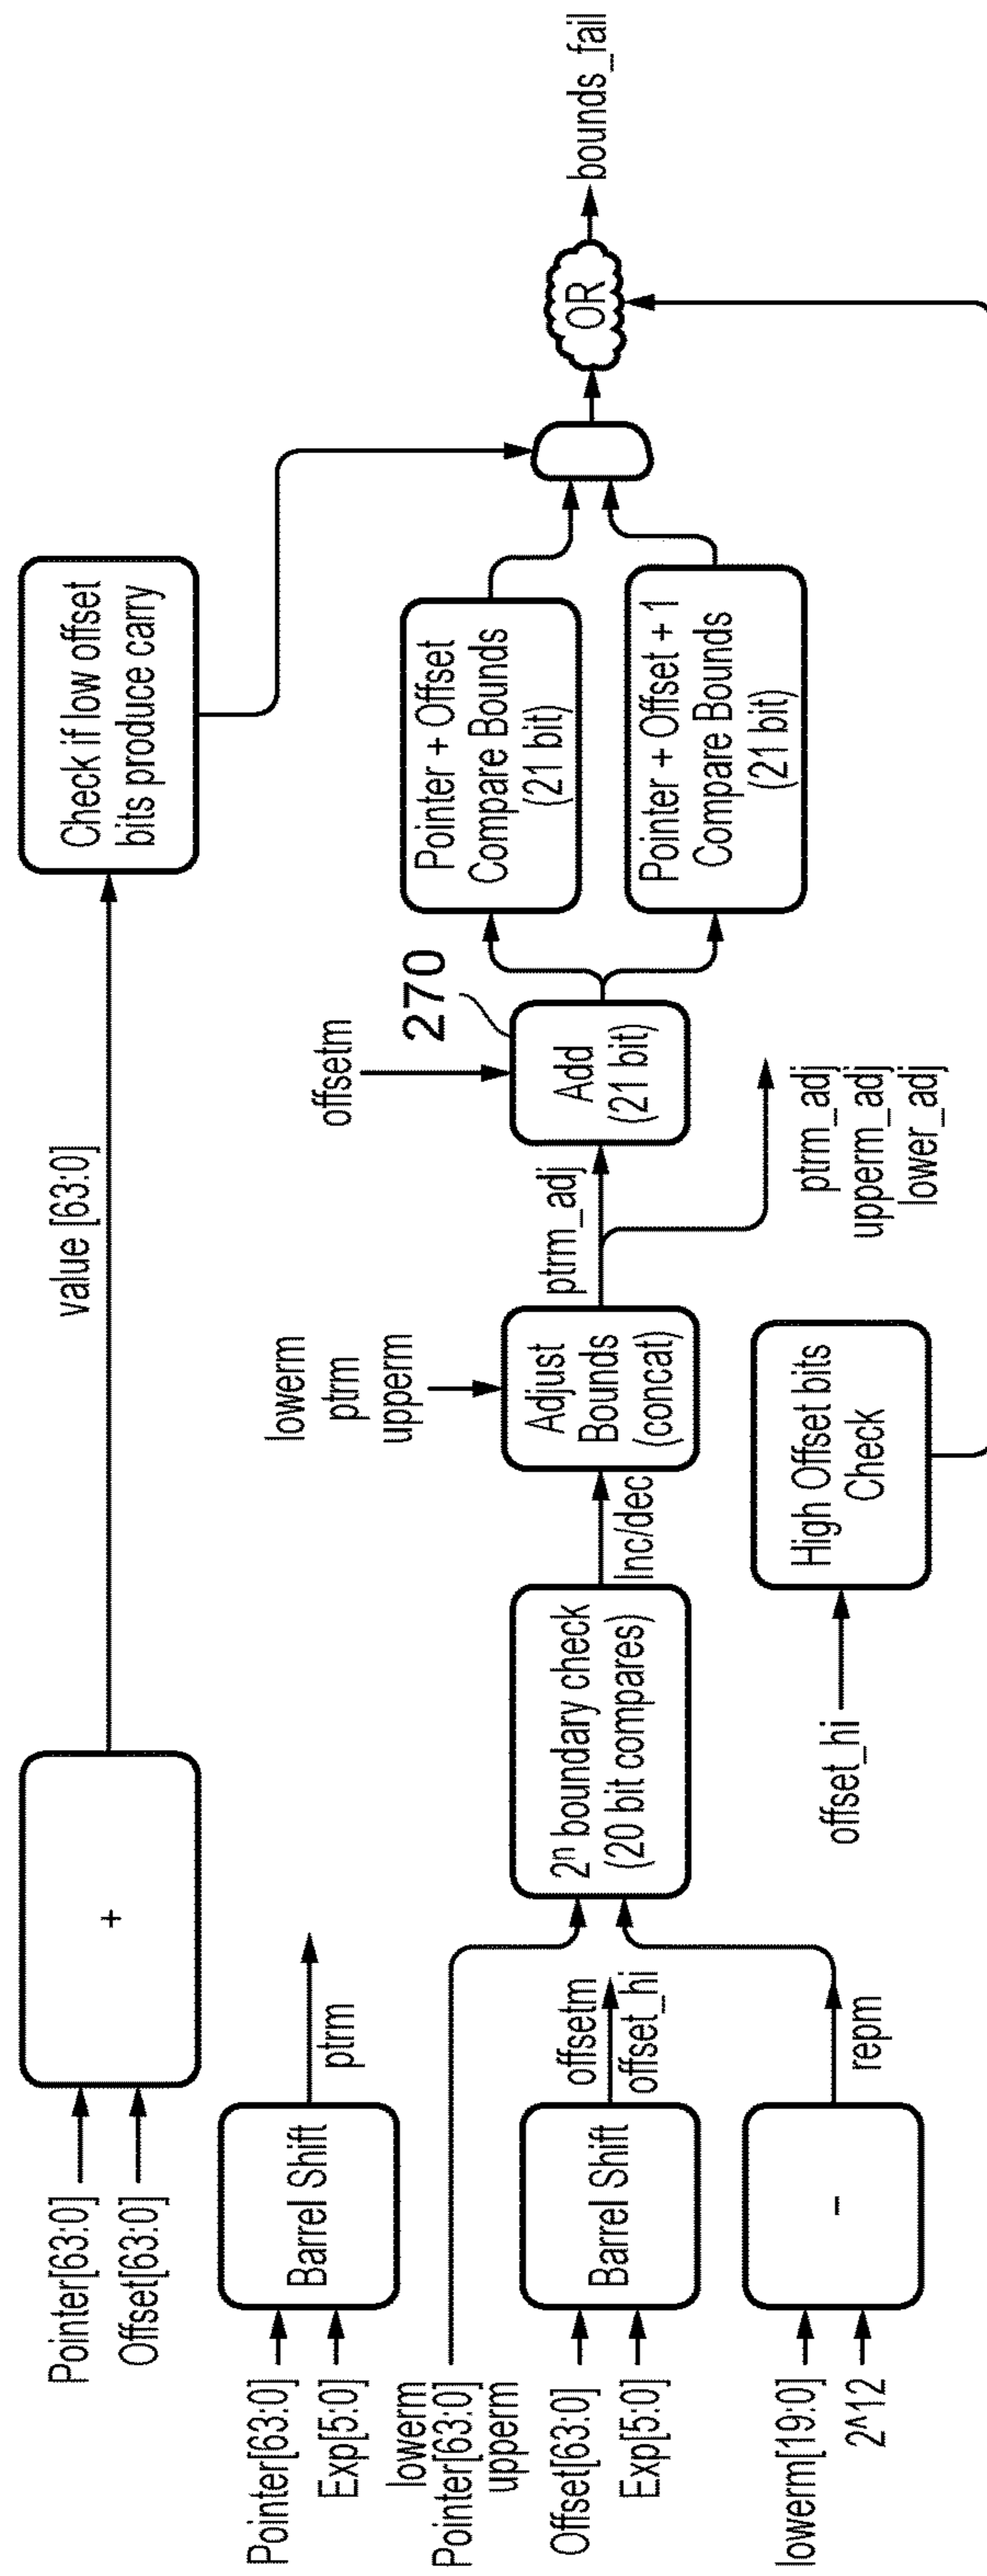 Pointer[63:0]
Offset[63:0]
+
value [63:0]
Check if low offset
bits produce carry
Pointer[63:0]
Exp[5:0]
Barrel Shift
ptrm
lowerm
Pointer[63:0]
upperm
Offset[63:0]
Exp[5:0]
Barrel Shift
offsetm
offset_hi
lowerm[19:0]
2^12
–
repm
2ⁿ boundary check
(20 bit compares)
Inc/dec
lowerm
ptrm
upperm
Adjust
Bounds
(concat)
ptrm_adj
ptrm_adj
upperm_adj
lower_adj
offsetm
270
Add
(21 bit)
Pointer + Offset
Compare Bounds
(21 bit)
Pointer + Offset + 1
Compare Bounds
(21 bit)
offset_hi
High Offset bits
Check
OR
bounds_fail